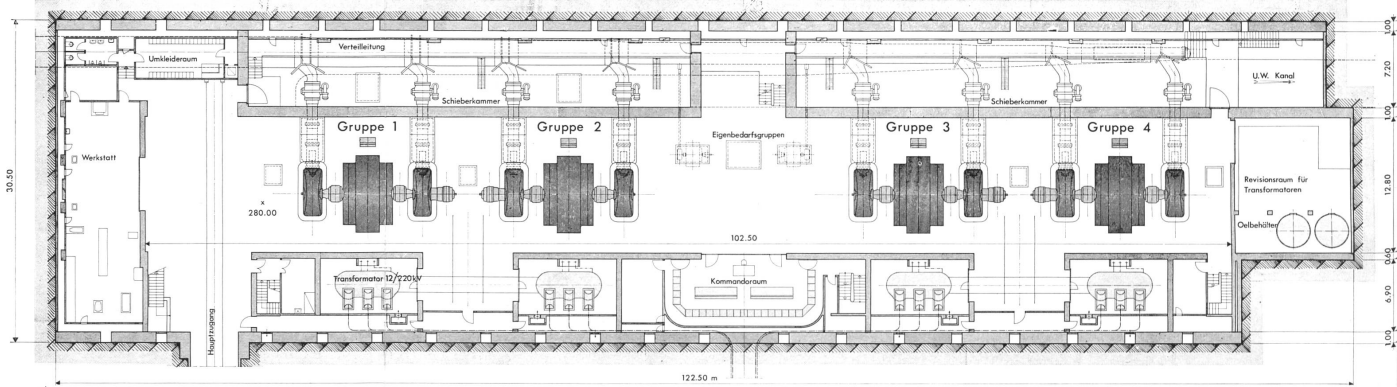 Verteilleitung
Umkleideraum
Schieberkammer
Schieberkammer
U.W. Kanal
Gruppe 1
Gruppe 2
Eigenbedarfsgruppen
Gruppe 3
Gruppe 4
Werkstatt
x
280.00
Revisionsraum für
Transformatoren
Oelbehälter
102.50
Transformator 12/220kV
Kommandoraum
Hauptzugang
122.50 m
30.50
1.00
7.20
1.00
12.80
0.60
6.90
1.00